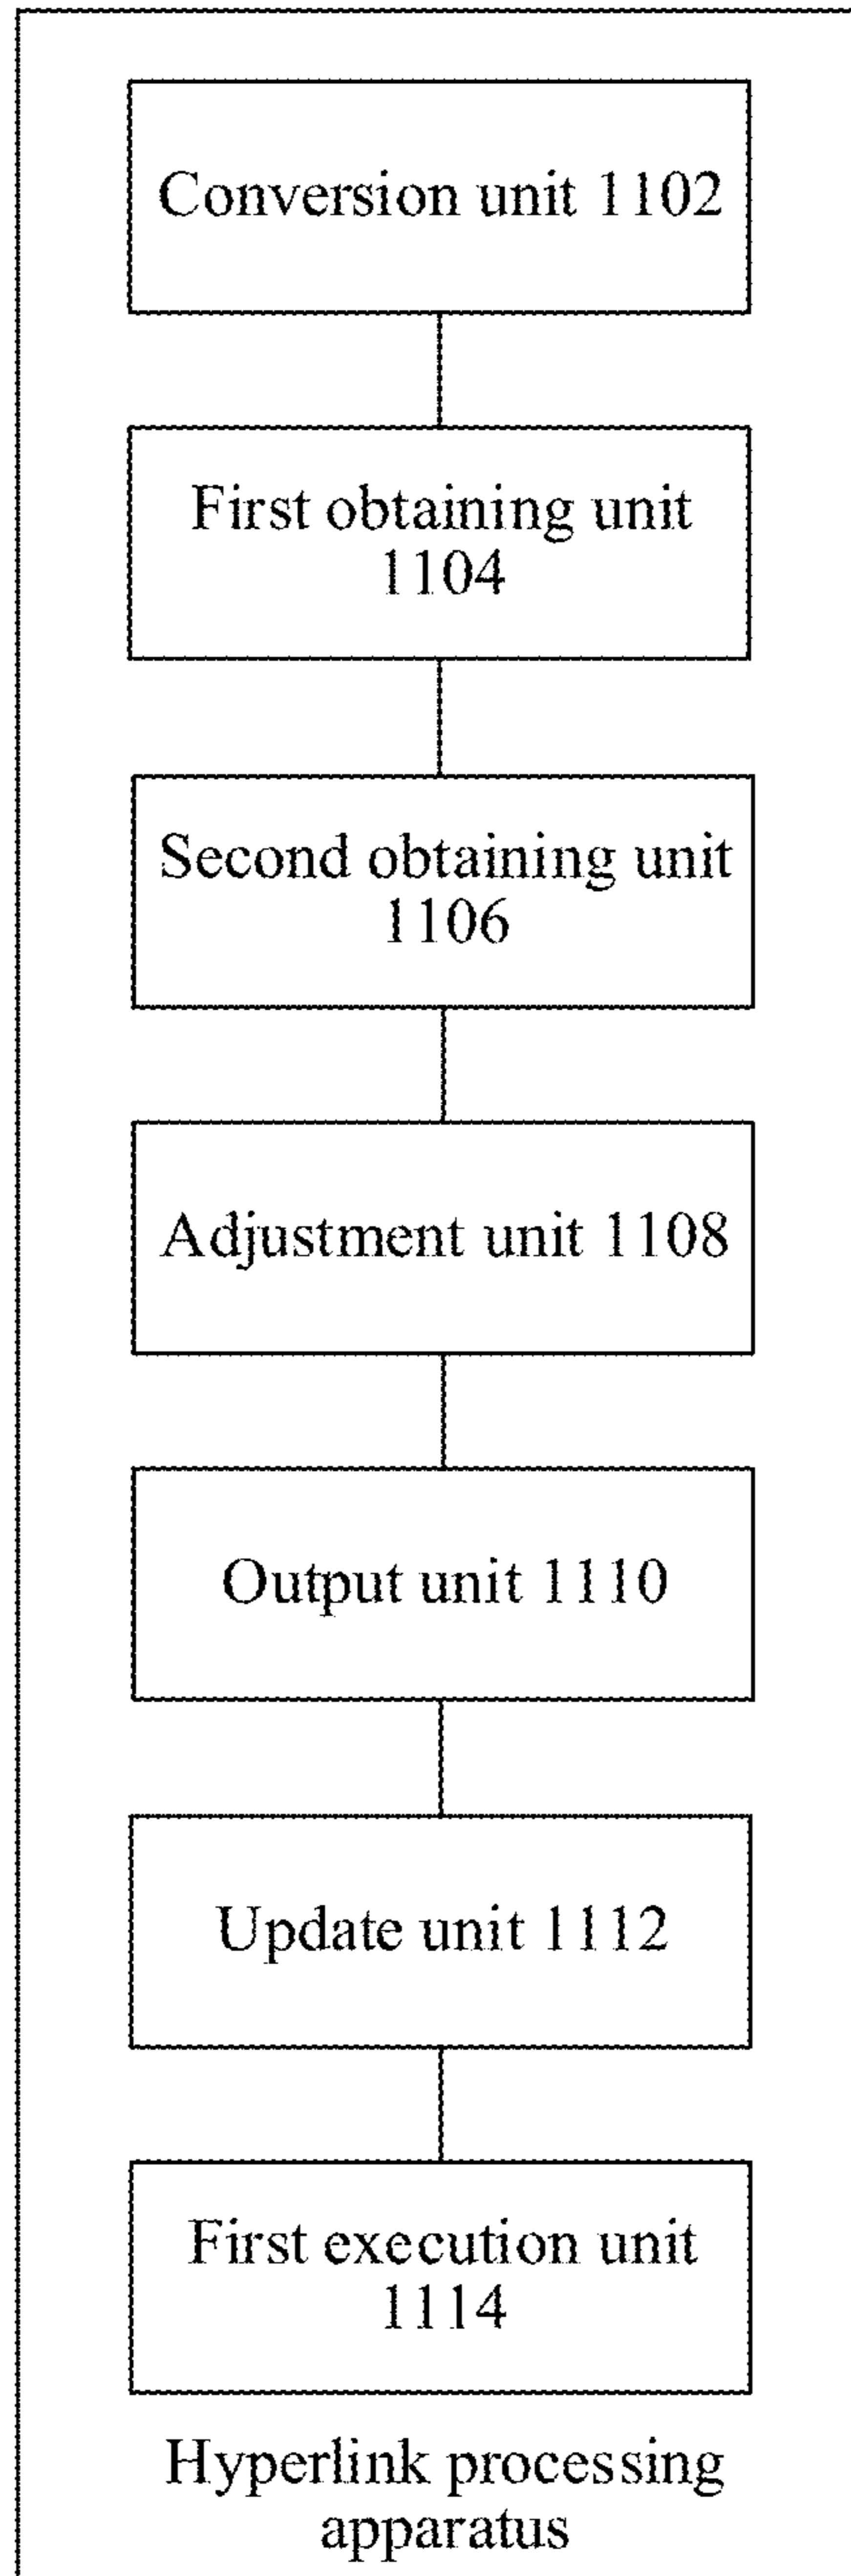 Conversion unit 1102
First obtaining unit
1104
Second obtaining unit
1106
Adjustment unit 1108
Output unit 1110
Update unit 1112
First execution unit
1114
Hyperlink processing
apparatus